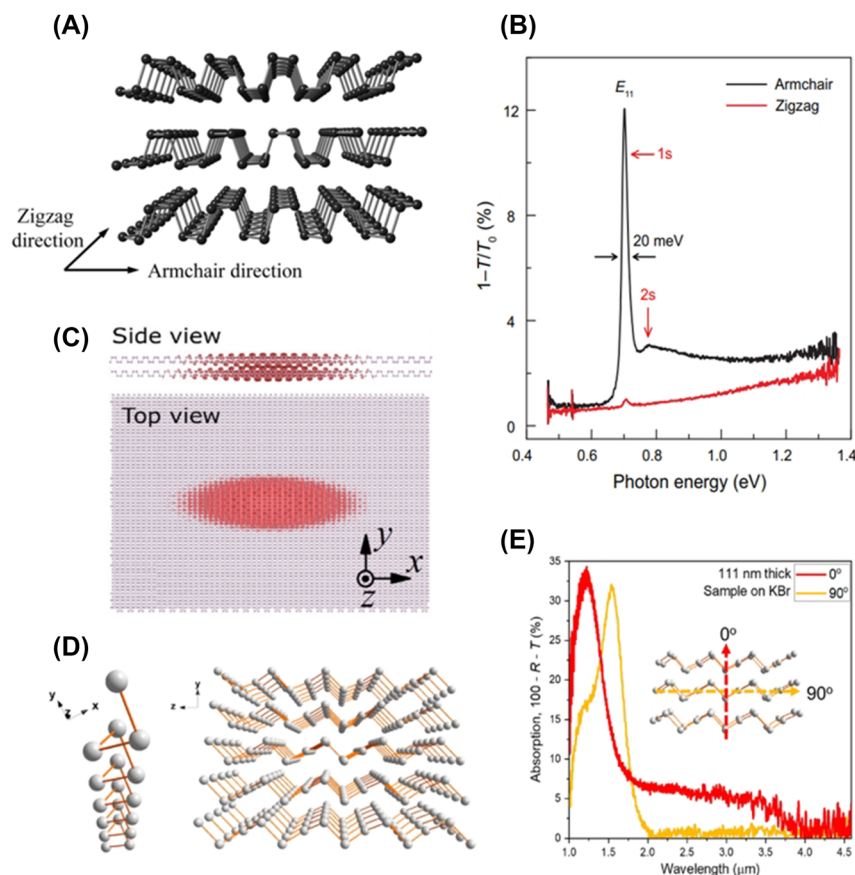 (A)
Zigzag
direction
Armchair direction
(B)
E11
Armchair
Zigzag
1s
20 meV
2s
1–T/T0 (%)
12
8
4
0
0.4 0.6 0.8 1.0 1.2 1.4
Photon energy (eV)
(C)
Side view
Top view
y
x
z
(D)
y
x
z
y
z
(E)
111 nm thick
Sample on KBr
0°
90°
0°
90°
Absorption, 100 - R - T (%)
35
30
25
20
15
10
5
0
1.0 1.5 2.0 2.5 3.0 3.5 4.0 4.5
Wavelength (μm)